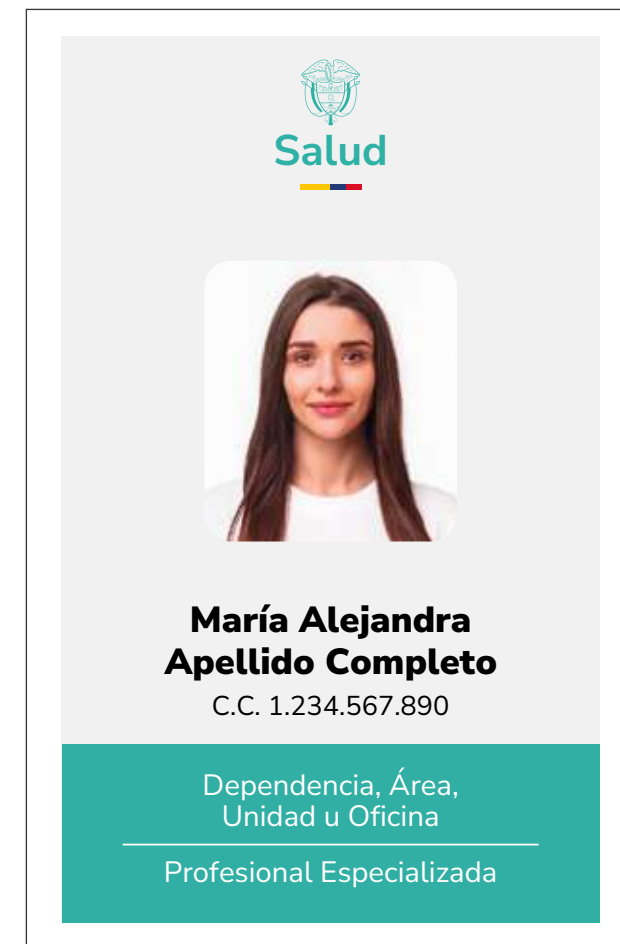 Salud
María Alejandra
Apellido Completo
C.C. 1.234.567.890
Dependencia, Área,
Unidad u Oficina
Profesional Especializada